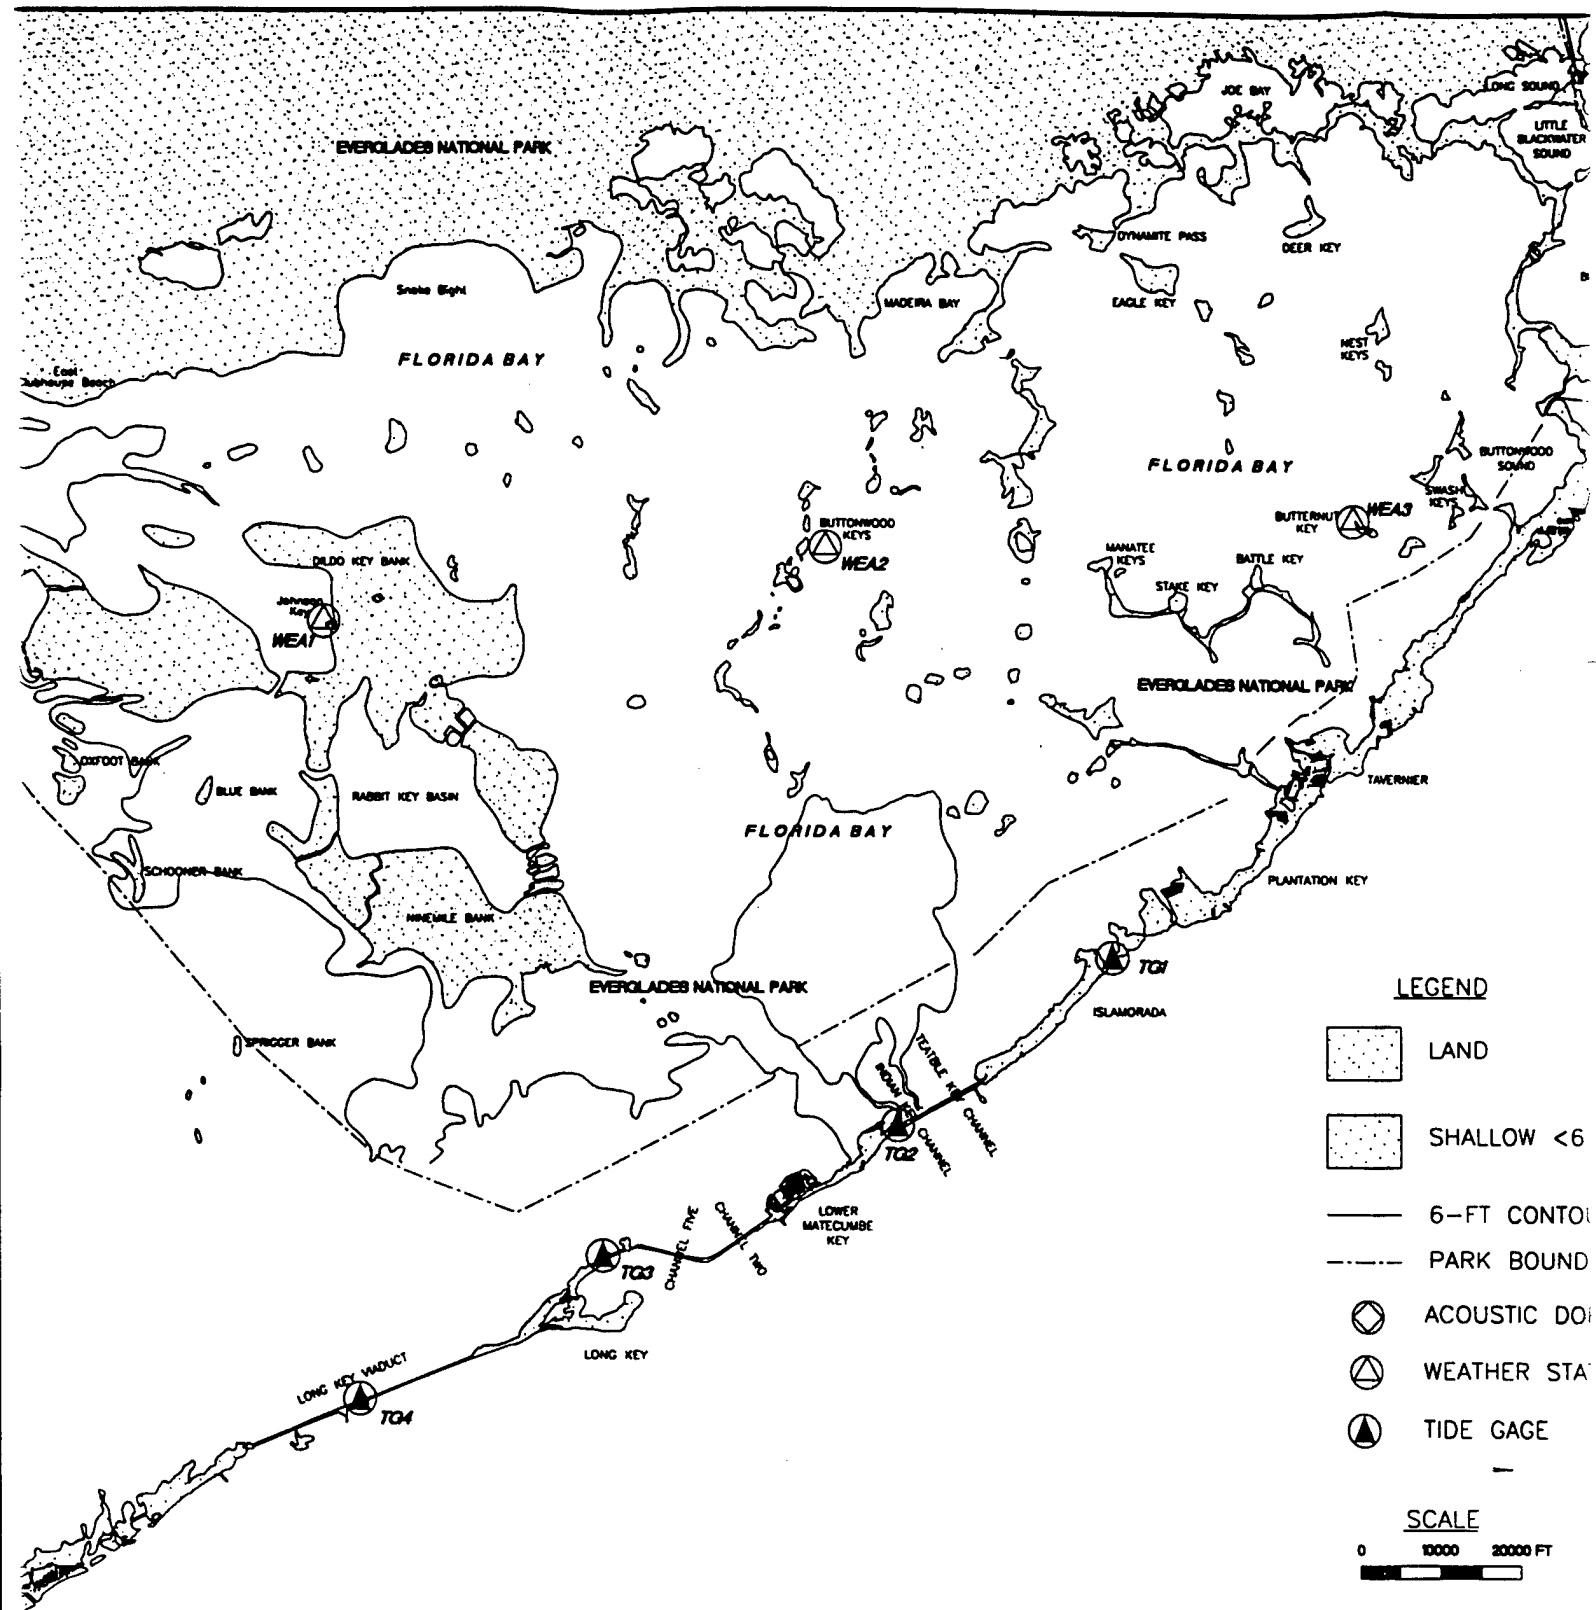 JOE BAY
LONG SOUND
LITTLE
BLACKWATER
SOUND
EVERGLADES NATIONAL PARK
DYNAMITE PASS
DEER KEY
Snake Bight
MADEIRA BAY
EAGLE KEY
NEST
KEYS
FLORIDA BAY
East
Clubhouse Beach
BUTTONWOOD
SOUND
FLORIDA BAY
SWASH
KEYS
WEA3
BUTTERNUT
KEY
BUTTONWOOD
KEYS
WEA2
MANATEE
KEYS
BATTLE KEY
STAKE KEY
DILDO KEY BANK
Johnson
Key
WEA1
EVERGLADES NATIONAL PARK
OXFOOT BANK
BLUE BANK
RABBIT KEY BASIN
TAVERNIER
FLORIDA BAY
SCHOONER BANK
PLANTATION KEY
NINEMILE BANK
TG1
EVERGLADES NATIONAL PARK
ISLAMORADA
SPRIGGER BANK
TEATBLE KEY CHANNEL
INDIAN KEY CHANNEL
TG2
LOWER
MATECUMBE
KEY
CHANNEL FIVE
CHANNEL TWO
TG3
LONG KEY
LONG KEY VIADUCT
TG4
LEGEND
LAND
SHALLOW <6
6-FT CONTOU
PARK BOUND
ACOUSTIC DO
WEATHER STA
TIDE GAGE
SCALE
0 10000 20000 FT